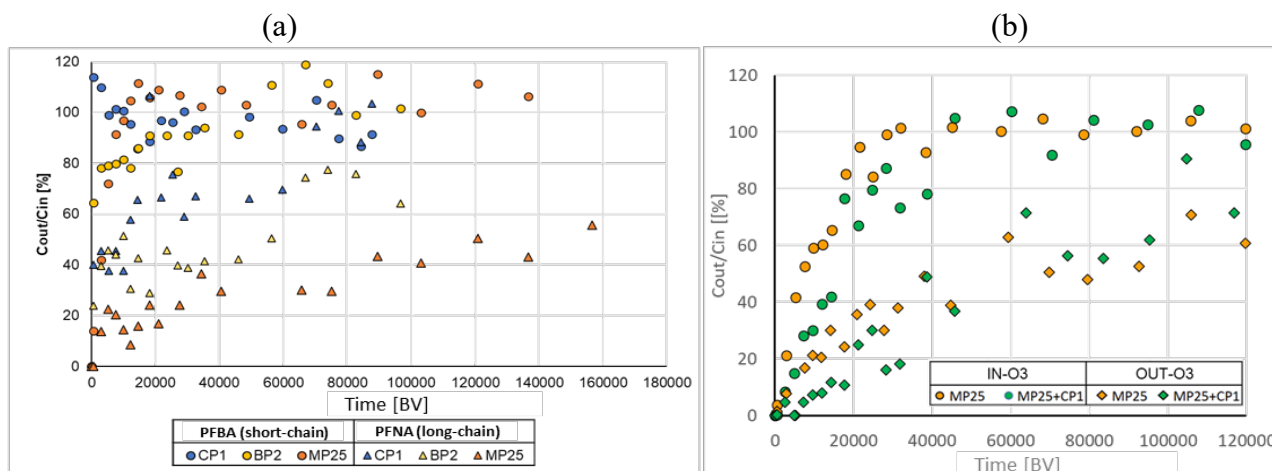 (a)
(b)
120
100
80
60
40
20
0
Cout/Cin [%]
0 20000 40000 60000 80000 100000 120000 140000 160000 180000
Time [BV]
PFBA (short-chain) PFNA (long-chain)
CP1 BP2 MP25 CP1 BP2 MP25
120
100
80
60
40
20
0
Cout/Cin [[%]
IN-O3 OUT-O3
MP25 MP25+CP1 MP25 MP25+CP1
0 20000 40000 60000 80000 100000 120000
Time [BV]